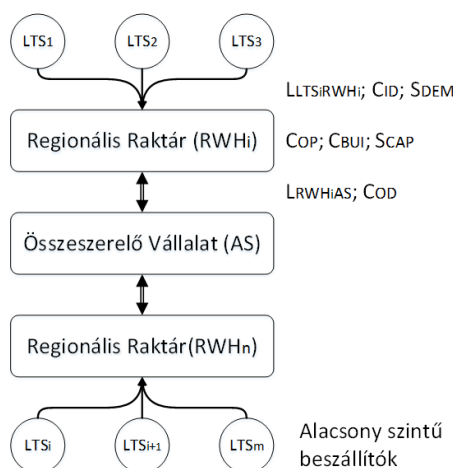 LTS1 LTS2 LTS3
LLTSiRWHi; CID; SDEM
Regionális Raktár (RWHi)
COP; CBUI; SCAP
LRWHiAS; COD
Összeszerelő Vállalat (AS)
Regionális Raktár(RWHn)
LTSi LTSi+1 LTSm
Alacsony szintű
beszállítók